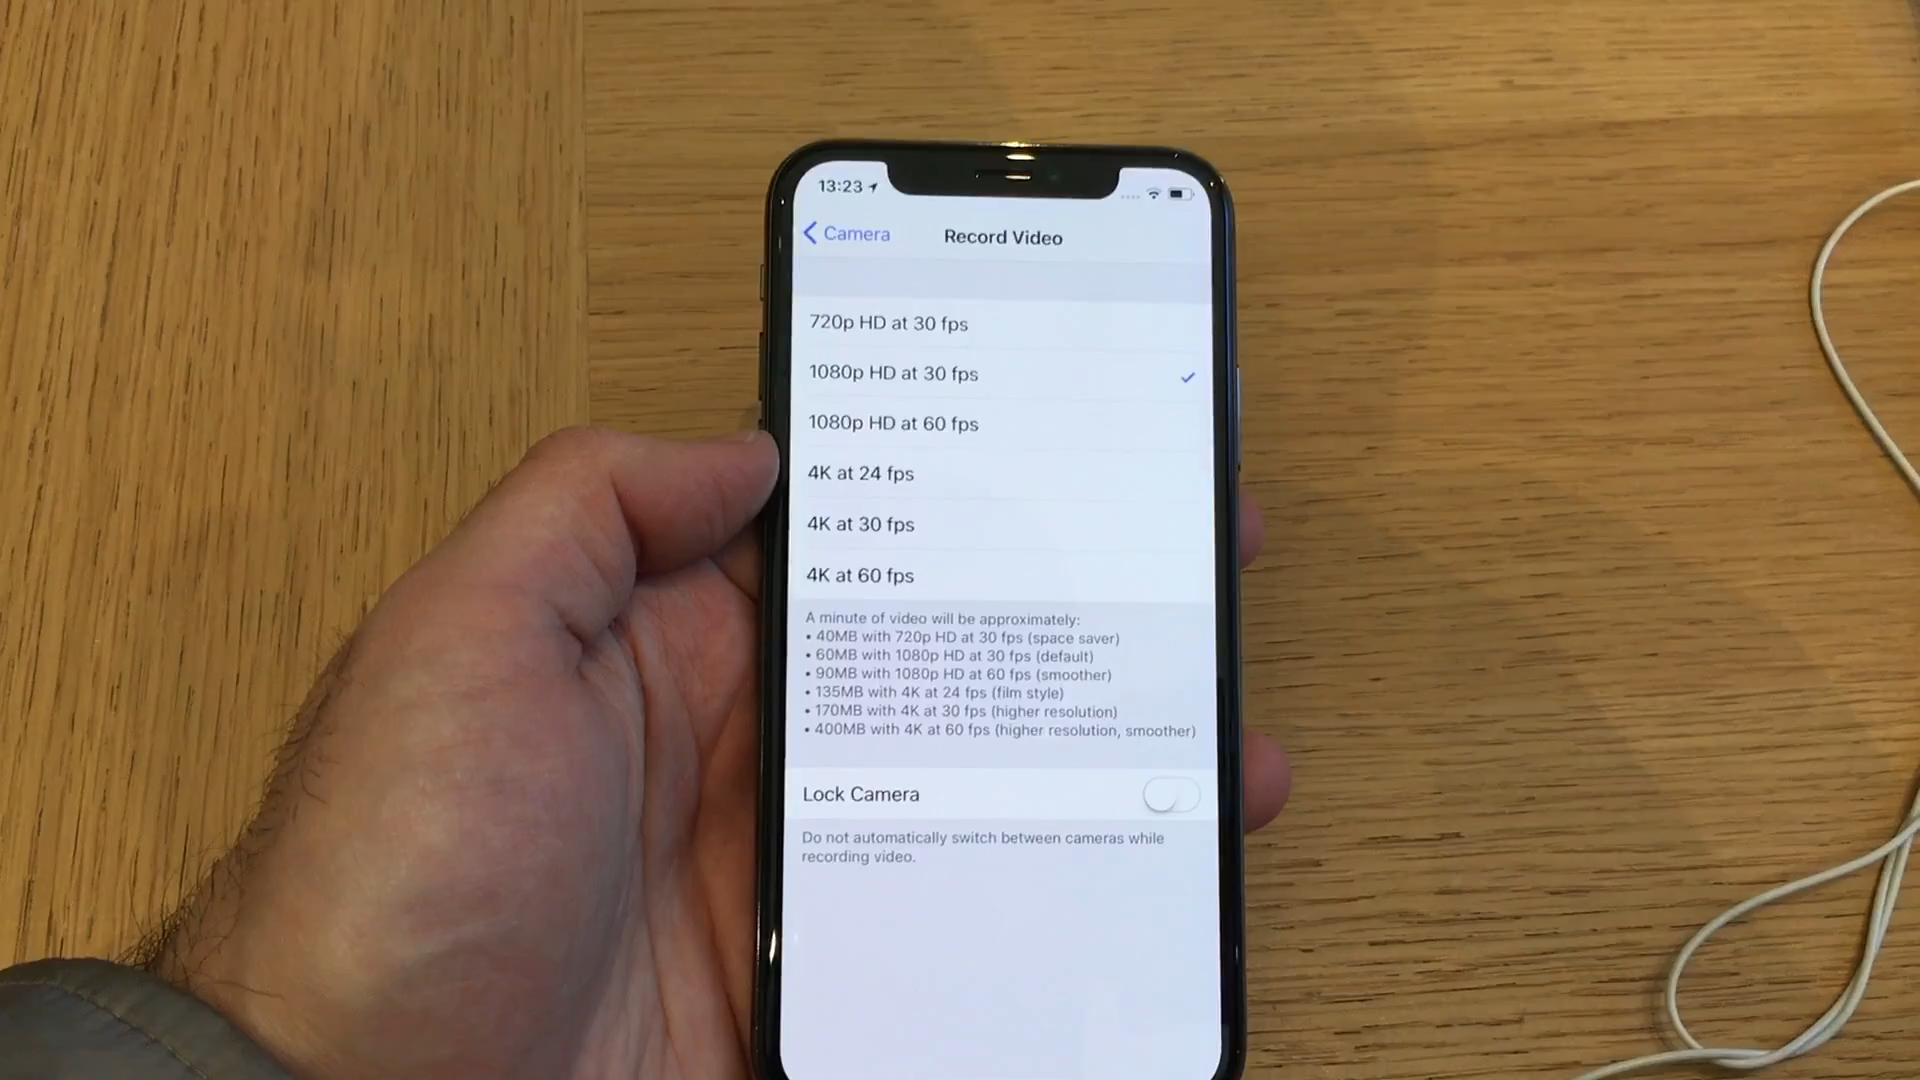 13:23
Camera
Record Video
720p HD at 30 fps
1080p HD at 30 fps
1080p HD at 60 fps
4K at 24 fps
4K at 30 fps
4K at 60 fps
A minute of video will be approximately:
• 40MB with 720p HD at 30 fps (space saver)
• 60MB with 1080p HD at 30 fps (default)
• 90MB with 1080p HD at 60 fps (smoother)
• 135MB with 4K at 24 fps (film style)
• 170MB with 4K at 30 fps (higher resolution)
• 400MB with 4K at 60 fps (higher resolution, smoother)
Lock Camera
Do not automatically switch between cameras while
recording video.